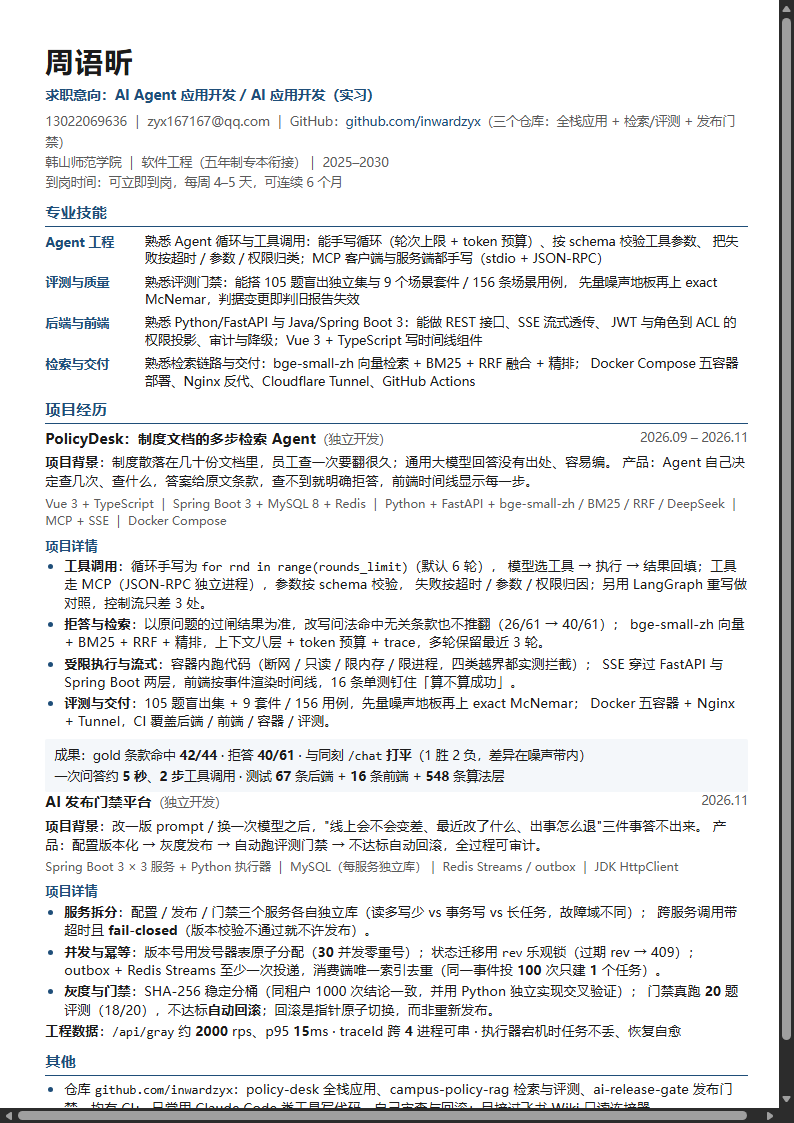 周语昕
求职意向：AI Agent 应用开发 / AI 应用开发（实习）
13022069636 | zyx167167@qq.com | GitHub：github.com/inwardzyx（三个仓库：全栈应用 + 检索/评测 + 发布门
禁）
韩山师范学院 | 软件工程（五年制专本衔接） | 2025–2030
到岗时间：可立即到岗，每周 4–5 天，可连续 6 个月
专业技能
Agent 工程 熟悉 Agent 循环与工具调用：能手写循环（轮次上限 + token 预算）、按 schema 校验工具参数、 把失
败按超时 / 参数 / 权限归类；MCP 客户端与服务端都手写（stdio + JSON-RPC）
评测与质量 熟悉评测门禁：能搭 105 题盲出独立集与 9 个场景套件 / 156 条场景用例， 先量噪声地板再上 exact
McNemar，判据变更即判旧报告失效
后端与前端 熟悉 Python/FastAPI 与 Java/Spring Boot 3：能做 REST 接口、SSE 流式透传、 JWT 与角色到 ACL 的
权限投影、审计与降级；Vue 3 + TypeScript 写时间线组件
检索与交付 熟悉检索链路与交付：bge-small-zh 向量检索 + BM25 + RRF 融合 + 精排； Docker Compose 五容器
部署、Nginx 反代、Cloudflare Tunnel、GitHub Actions
项目经历
PolicyDesk：制度文档的多步检索 Agent（独立开发） 2026.09 – 2026.11
项目背景：制度散落在几十份文档里，员工查一次要翻很久；通用大模型回答没有出处、容易编。 产品：Agent 自己决
定查几次、查什么，答案给原文条款，查不到就明确拒答，前端时间线显示每一步。
Vue 3 + TypeScript | Spring Boot 3 + MySQL 8 + Redis | Python + FastAPI + bge-small-zh / BM25 / RRF / DeepSeek |
MCP + SSE | Docker Compose
项目详情
• 工具调用：循环手写为 for rnd in range(rounds_limit)（默认 6 轮）， 模型选工具 → 执行 → 结果回填；工具
走 MCP（JSON-RPC 独立进程），参数按 schema 校验， 失败按超时 / 参数 / 权限归因；另用 LangGraph 重写做
对照，控制流只差 3 处。
• 拒答与检索：以原问题的过闸结果为准，改写问法命中无关条款也不推翻（26/61 → 40/61）； bge-small-zh 向量
+ BM25 + RRF + 精排，上下文八层 + token 预算 + trace，多轮保留最近 3 轮。
• 受限执行与流式：容器内跑代码（断网 / 只读 / 限内存 / 限进程，四类越界都实测拦截）； SSE 穿过 FastAPI 与
Spring Boot 两层，前端按事件渲染时间线，16 条单测钉住「算不算成功」。
• 评测与交付：105 题盲出集 + 9 套件 / 156 用例，先量噪声地板再上 exact McNemar； Docker 五容器 + Nginx
+ Tunnel，CI 覆盖后端 / 前端 / 容器 / 评测。
成果：gold 条款命中 42/44 · 拒答 40/61 · 与同刻 /chat 打平（1 胜 2 负，差异在噪声带内）
一次问答约 5 秒、2 步工具调用 · 测试 67 条后端 + 16 条前端 + 548 条算法层
AI 发布门禁平台（独立开发） 2026.11
项目背景：改一版 prompt / 换一次模型之后，"线上会不会变差、最近改了什么、出事怎么退"三件事答不出来。 产
品：配置版本化 → 灰度发布 → 自动跑评测门禁 → 不达标自动回滚，全过程可审计。
Spring Boot 3 × 3 服务 + Python 执行器 | MySQL（每服务独立库） | Redis Streams / outbox | JDK HttpClient
项目详情
• 服务拆分：配置 / 发布 / 门禁三个服务各自独立库（读多写少 vs 事务写 vs 长任务，故障域不同）； 跨服务调用带
超时且 fail-closed（版本校验不通过就不许发布）。
• 并发与幂等：版本号用发号器表原子分配（30 并发零重号）；状态迁移用 rev 乐观锁（过期 rev → 409）；
outbox + Redis Streams 至少一次投递，消费端唯一索引去重（同一事件投 100 次只建 1 个任务）。
• 灰度与门禁：SHA-256 稳定分桶（同租户 1000 次结论一致，并用 Python 独立实现交叉验证）； 门禁真跑 20 题
评测（18/20），不达标自动回滚；回滚是指针原子切换，而非重新发布。
工程数据：/api/gray 约 2000 rps、p95 15ms · traceId 跨 4 进程可串 · 执行器宕机时任务不丢、恢复自愈
其他
• 仓库 github.com/inwardzyx：policy-desk 全栈应用、campus-policy-rag 检索与评测、ai-release-gate 发布门
禁，均有 CI；日常用 Claude Code 类工具写代码，自己审查与回滚；另接过飞书 Wiki 只读连接器